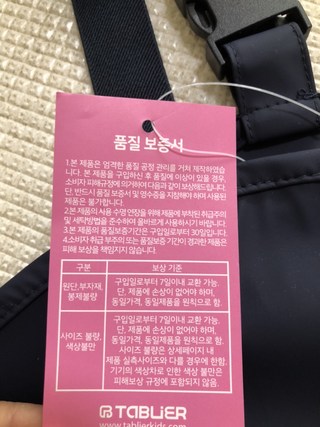 품질 보증서
1.본 제품은 엄격한 품질 공정 관리를 거쳐 제작하였습니다. 본 제품을 구입하신 후 품질에 이상이 있을 경우,
소비자 피해규정에 의거하여 다음과 같이 보상해드립니다.
단, 반드시 품질 보증서 및 영수증을 지참해야 하며 사용된
제품은 불가합니다.
2.본 제품의 사용 수명 연장을 위해 제품에 부착된 취급주의
및 세탁방법을 준수하여 올바르게 사용하시기 바랍니다.
3.본 제품의 품질보증기간은 구입일로부터 30일입니다.
4.소비자 취급 부주의 또는 품질보증 기간이 경과한 제품은
피해 보상을 책임지지 않습니다.
구분 보상 기준
원단,부자재,
봉제불량
구입일로부터 7일이내 교환 가능.
단, 제품에 손상이 없어야 하며,
동일가격, 동일제품을 원칙으로 함.
사이즈 불량,
색상불만
구입일로부터 7일이내 교환 가능.
단, 제품에 손상이 없어야 하며,
동일가격, 동일제품을 원칙으로 함.
사이즈 불량은 상세페이지 내
제품 실측사이즈와 다를 경우에 한함.
기기의 색상차로 인한 색상 불만은
피해보상 규정에 포함되지 않음.
TABLIER
www.tablierkids.com